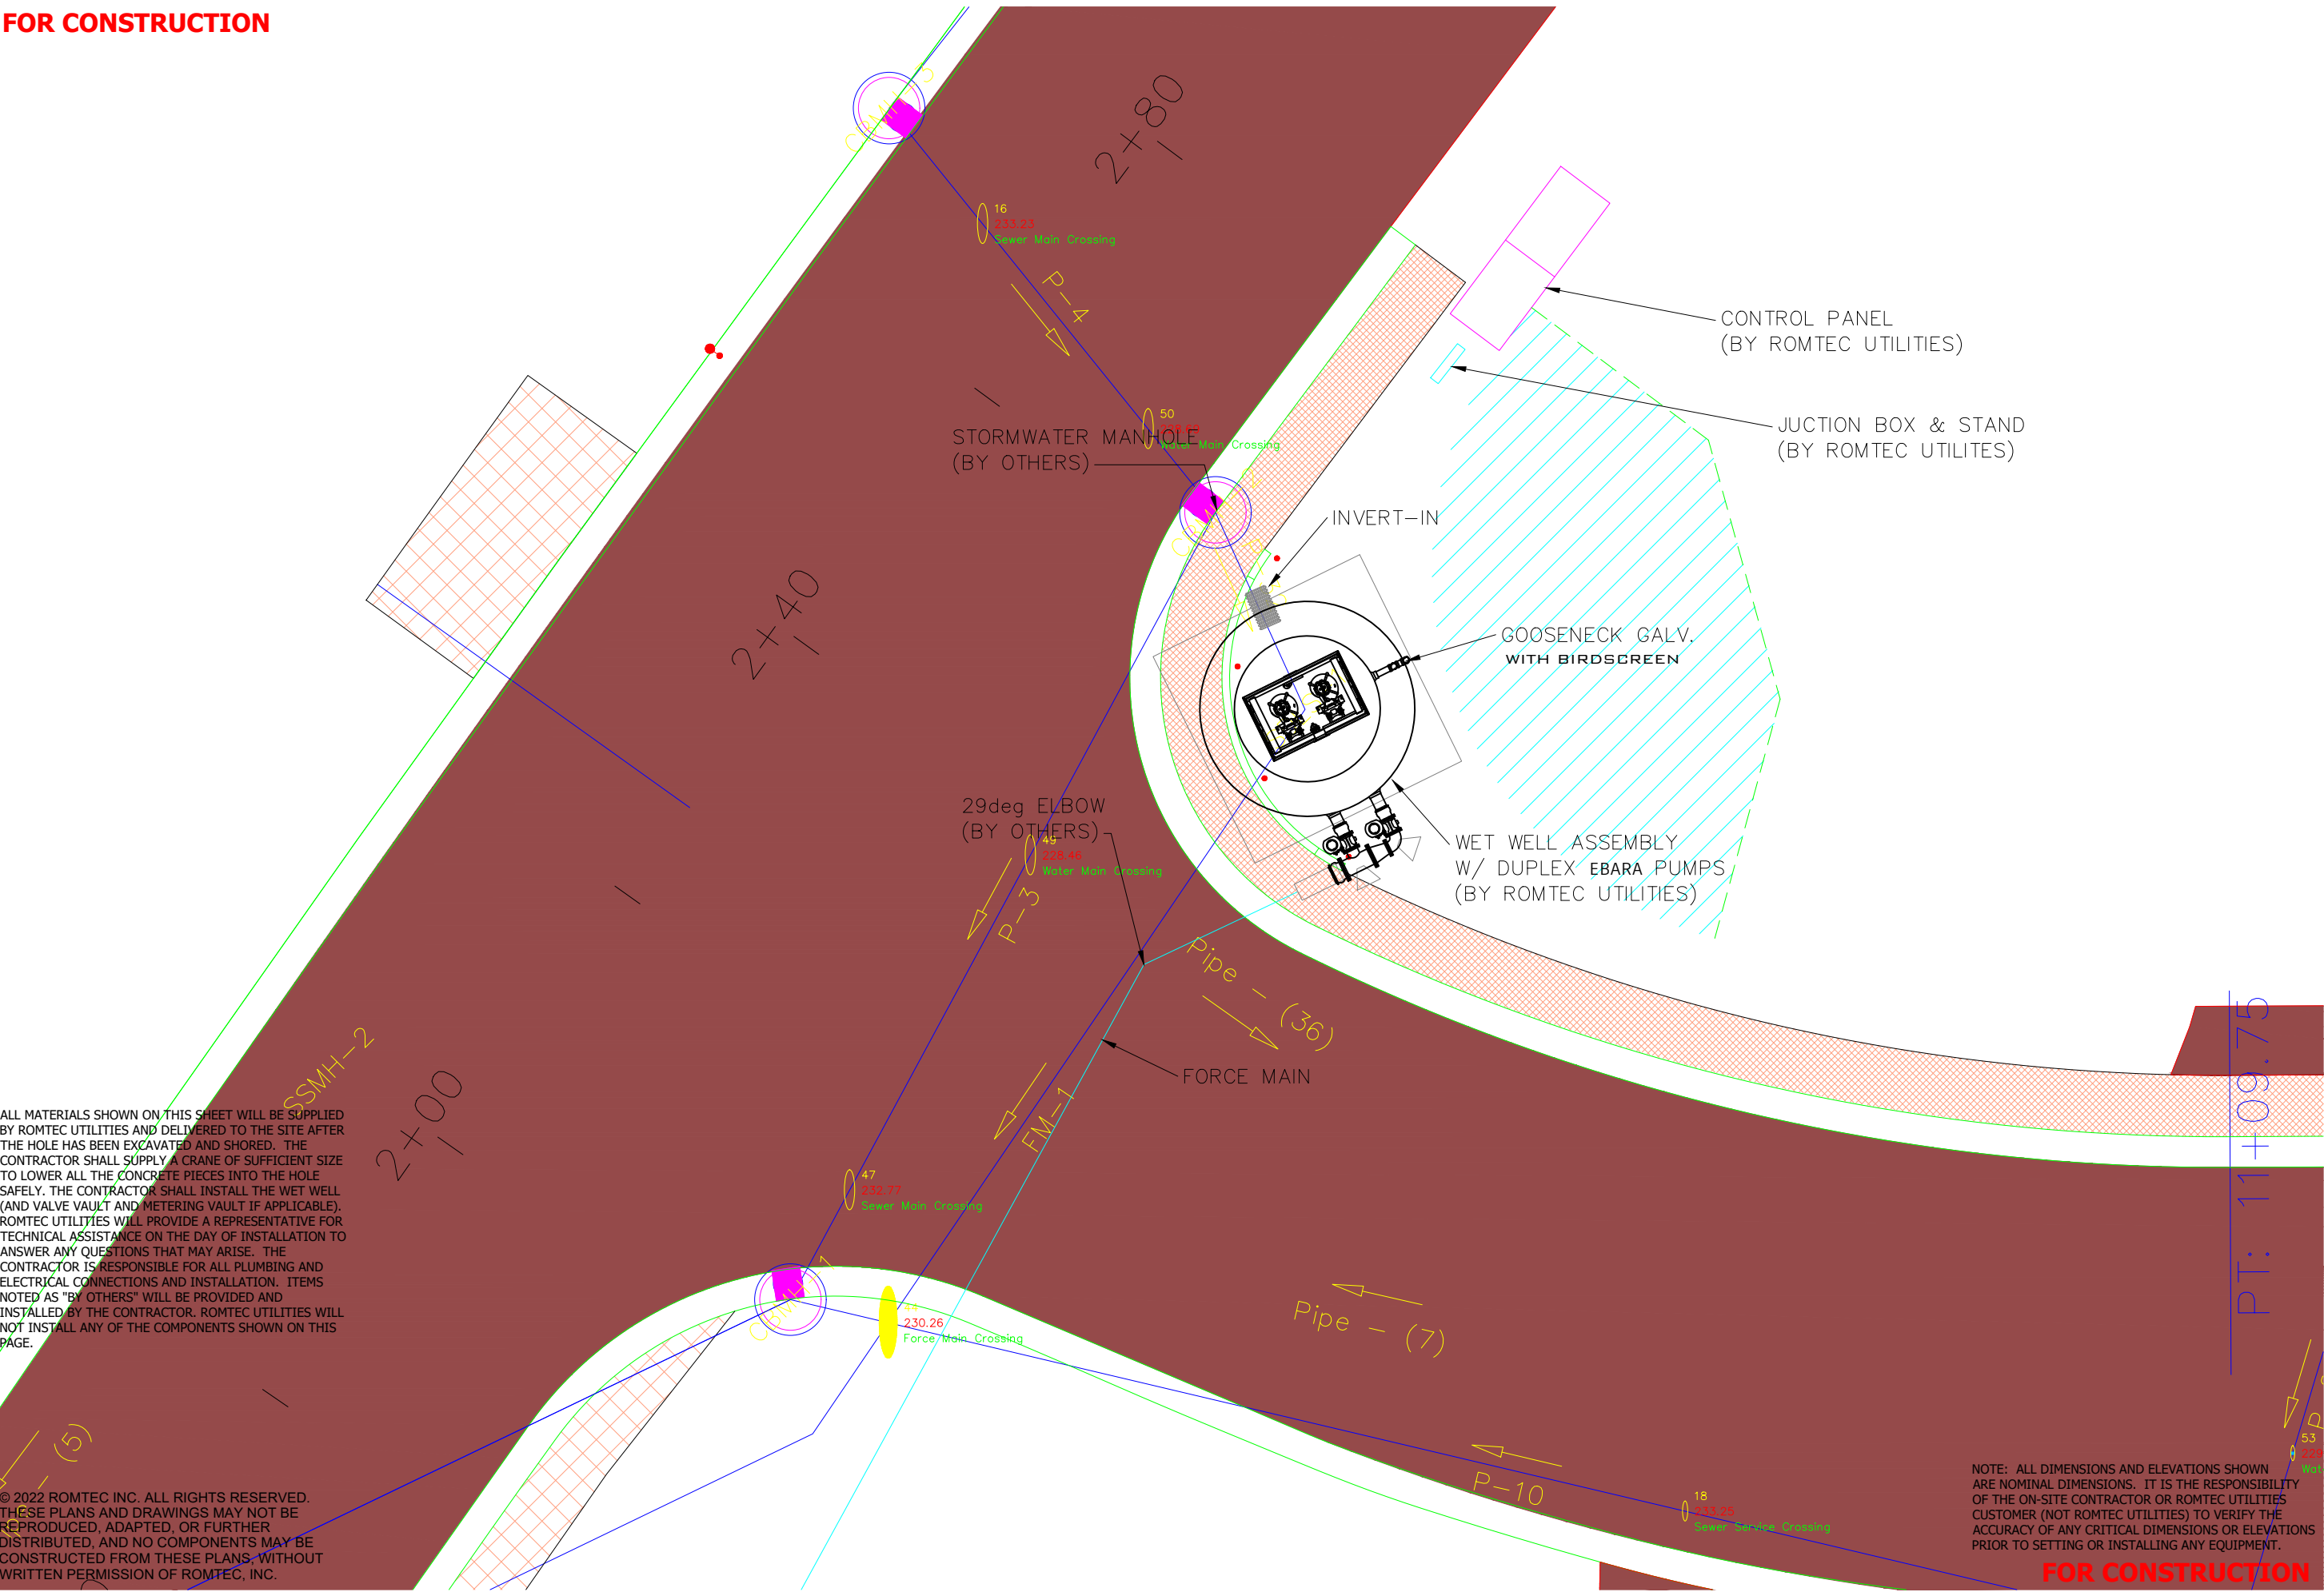 FOR CONSTRUCTION
2+80
16
233.23
Sewer Main Crossing
P-4
CONTROL PANEL
(BY ROMTEC UTILITIES)
JUCTION BOX & STAND
(BY ROMTEC UTILITES)
50
Water Main Crossing
STORMWATER MANHOLE
(BY OTHERS)
INVERT-IN
2+40
GOOSENECK GALV.
WITH BIRDSCREEN
29deg ELBOW
(BY OTHERS)
49
228.46
Water Main Crossing
P-3
WET WELL ASSEMBLY
W/ DUPLEX EBARA PUMPS
(BY ROMTEC UTILITIES)
Pipe - (36)
FORCE MAIN
FM-1
SSMH-2
2+00
PT: 11+09.75
47
232.77
Sewer Main Crossing
230.26
Force Main Crossing
Pipe - (7)
P-10
18
233.25
Sewer Service Crossing
53
(5)
ALL MATERIALS SHOWN ON THIS SHEET WILL BE SUPPLIED
BY ROMTEC UTILITIES AND DELIVERED TO THE SITE AFTER
THE HOLE HAS BEEN EXCAVATED AND SHORED. THE
CONTRACTOR SHALL SUPPLY A CRANE OF SUFFICIENT SIZE
TO LOWER ALL THE CONCRETE PIECES INTO THE HOLE
SAFELY. THE CONTRACTOR SHALL INSTALL THE WET WELL
(AND VALVE VAULT AND METERING VAULT IF APPLICABLE).
ROMTEC UTILITIES WILL PROVIDE A REPRESENTATIVE FOR
TECHNICAL ASSISTANCE ON THE DAY OF INSTALLATION TO
ANSWER ANY QUESTIONS THAT MAY ARISE. THE
CONTRACTOR IS RESPONSIBLE FOR ALL PLUMBING AND
ELECTRICAL CONNECTIONS AND INSTALLATION. ITEMS
NOTED AS "BY OTHERS" WILL BE PROVIDED AND
INSTALLED BY THE CONTRACTOR. ROMTEC UTILITIES WILL
NOT INSTALL ANY OF THE COMPONENTS SHOWN ON THIS
PAGE.
© 2022 ROMTEC INC. ALL RIGHTS RESERVED.
THESE PLANS AND DRAWINGS MAY NOT BE
REPRODUCED, ADAPTED, OR FURTHER
DISTRIBUTED, AND NO COMPONENTS MAY BE
CONSTRUCTED FROM THESE PLANS, WITHOUT
WRITTEN PERMISSION OF ROMTEC, INC.
NOTE: ALL DIMENSIONS AND ELEVATIONS SHOWN
ARE NOMINAL DIMENSIONS. IT IS THE RESPONSIBILITY
OF THE ON-SITE CONTRACTOR OR ROMTEC UTILITIES
CUSTOMER (NOT ROMTEC UTILITIES) TO VERIFY THE
ACCURACY OF ANY CRITICAL DIMENSIONS OR ELEVATIONS
PRIOR TO SETTING OR INSTALLING ANY EQUIPMENT.
FOR CONSTRUCTION